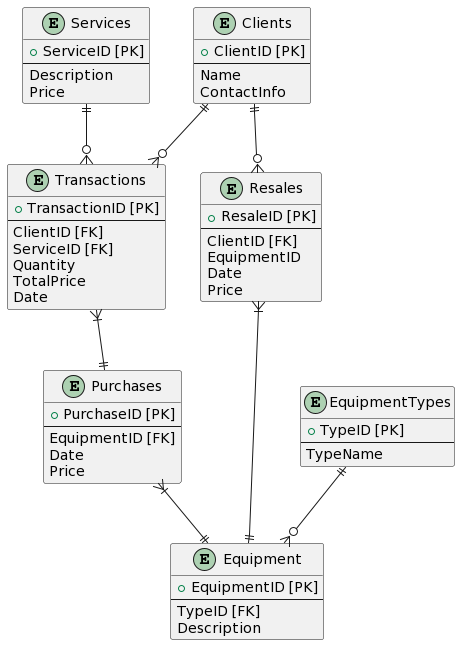 E Services
ServiceID [PK]
Description
Price
E Clients
ClientID [PK]
Name
ContactInfo
E Transactions
TransactionID [PK]
ClientID [FK]
ServiceID [FK]
Quantity
TotalPrice
Date
E Resales
ResaleID [PK]
ClientID [FK]
EquipmentID
Date
Price
E Purchases
PurchaseID [PK]
EquipmentID [FK]
Date
Price
E EquipmentTypes
TypeID [PK]
TypeName
E Equipment
EquipmentID [PK]
TypeID [FK]
Description